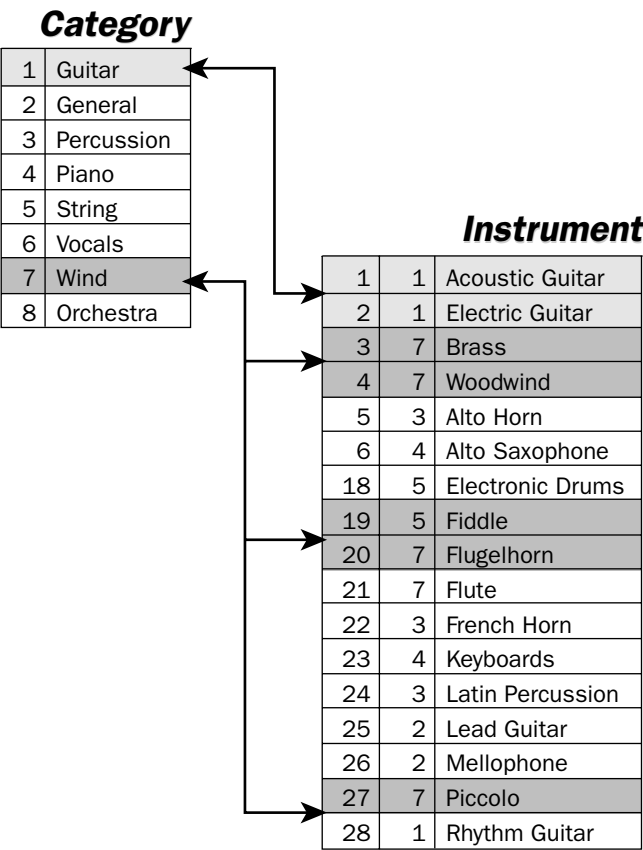 Category
1 Guitar
2 General
3 Percussion
4 Piano
5 String
6 Vocals
7 Wind
8 Orchestra
Instrument
1 1 Acoustic Guitar
2 1 Electric Guitar
3 7 Brass
4 7 Woodwind
5 3 Alto Horn
6 4 Alto Saxophone
18 5 Electronic Drums
19 5 Fiddle
20 7 Flugelhorn
21 7 Flute
22 3 French Horn
23 4 Keyboards
24 3 Latin Percussion
25 2 Lead Guitar
26 2 Mellophone
27 7 Piccolo
28 1 Rhythm Guitar